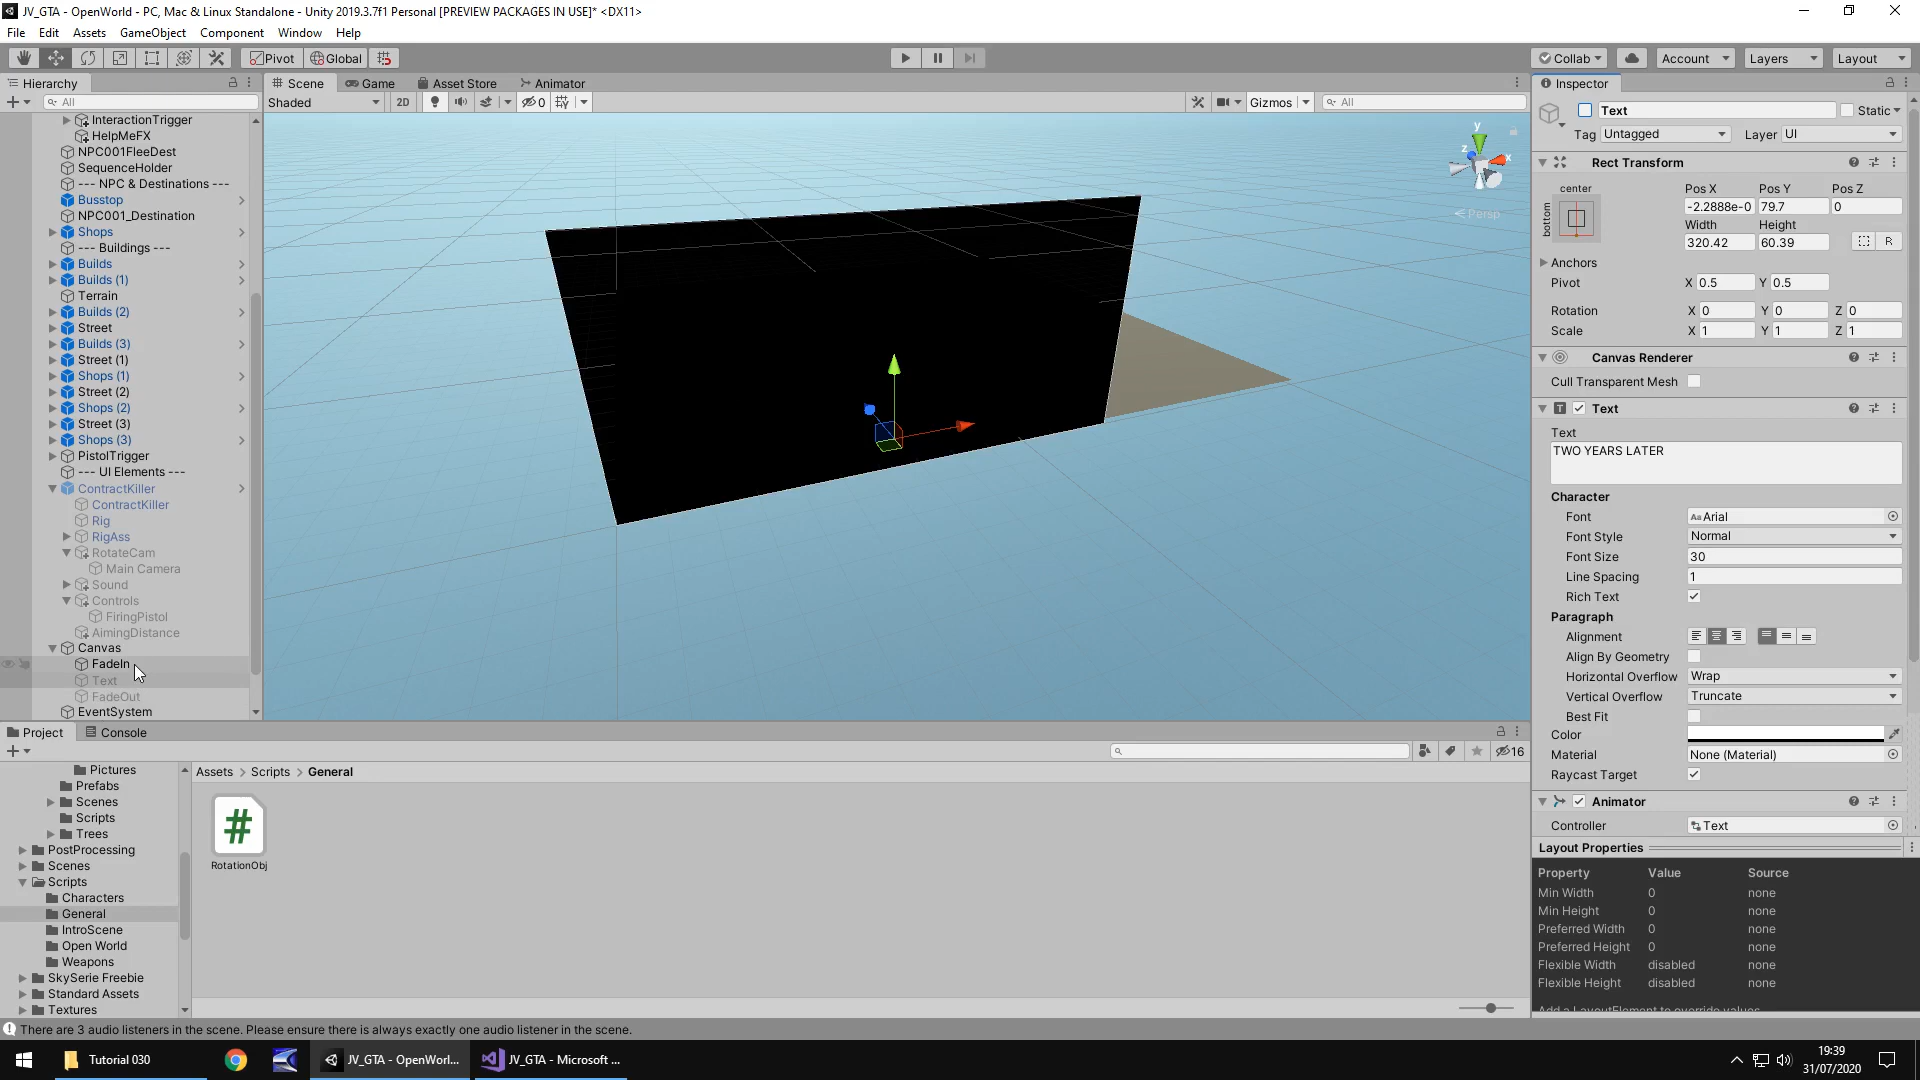 JV_GTA - OpenWorld - PC, Mac & Linux Standalone - Unity 2019.3.7f1 Personal [PREVIEW PACKAGES IN USE]* <DX11>
File Edit Assets GameObject Component Window Help
Pivot Global Collab Account Layers Layout
Hierarchy Scene Game Asset Store Animator Inspector
All Shaded 2D 0 Gizmos All
InteractionTrigger
HelpMeFX
NPC001FleeDest
SequenceHolder
--- NPC & Destinations ---
Busstop
NPC001_Destination
Shops
--- Buildings ---
Builds
Builds (1)
Terrain
Builds (2)
Street
Builds (3)
Street (1)
Shops (1)
Street (2)
Shops (2)
Street (3)
Shops (3)
PistolTrigger
--- UI Elements ---
ContractKiller
ContractKiller
Rig
RigAss
RotateCam
Main Camera
Sound
Controls
FiringPistol
AimingDistance
Canvas
FadeIn
Text
FadeOut
EventSystem
y
z
x
Persp
Text Static
Tag Untagged Layer UI
Rect Transform
center
bottom
Pos X Pos Y Pos Z
-2.2888e-0 79.7 0
Width Height
320.42 60.39 R
Anchors
Pivot X 0.5 Y 0.5
Rotation X 0 Y 0 Z 0
Scale X 1 Y 1 Z 1
Canvas Renderer
Cull Transparent Mesh
Text
Text
TWO YEARS LATER
Character
Font Arial
Font Style Normal
Font Size 30
Line Spacing 1
Rich Text
Paragraph
Alignment
Align By Geometry
Horizontal Overflow Wrap
Vertical Overflow Truncate
Best Fit
Color
Material None (Material)
Raycast Target
Animator
Controller Text
Layout Properties
Property Value Source
Min Width 0 none
Min Height 0 none
Preferred Width 0 none
Preferred Height 0 none
Flexible Width disabled none
Flexible Height disabled none
Add a LayoutElement to override values
Project Console
16
Pictures
Prefabs
Scenes
Scripts
Trees
PostProcessing
Scenes
Scripts
Characters
General
IntroScene
Open World
Weapons
SkySerie Freebie
Standard Assets
Textures
Assets > Scripts > General
#
RotationObj
There are 3 audio listeners in the scene. Please ensure there is always exactly one audio listener in the scene.
Tutorial 030 JV_GTA - OpenWorl... JV_GTA - Microsoft ...
19:39
31/07/2020